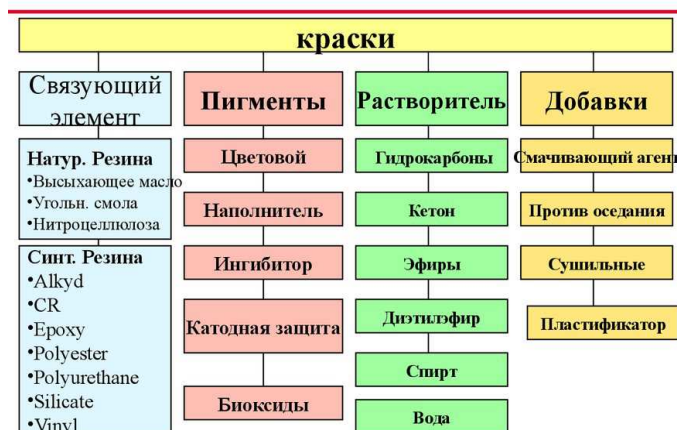 краски
Связующий
элемент
Натур. Резина
•Высыхающее масло
•Угольн. смола
•Нитроцеллюлоза
Синт. Резина
•Alkyd
•CR
•Epoxy
•Polyester
•Polyurethane
•Silicate
•Vinyl
Пигменты
Цветовой
Наполнитель
Ингибитор
Катодная защита
Биоксиды
Растворитель
Гидрокарбоны
Кетон
Эфиры
Диэтилэфир
Спирт
Вода
Добавки
Смачивающий агент
Против оседания
Сушильные
Пластификатор